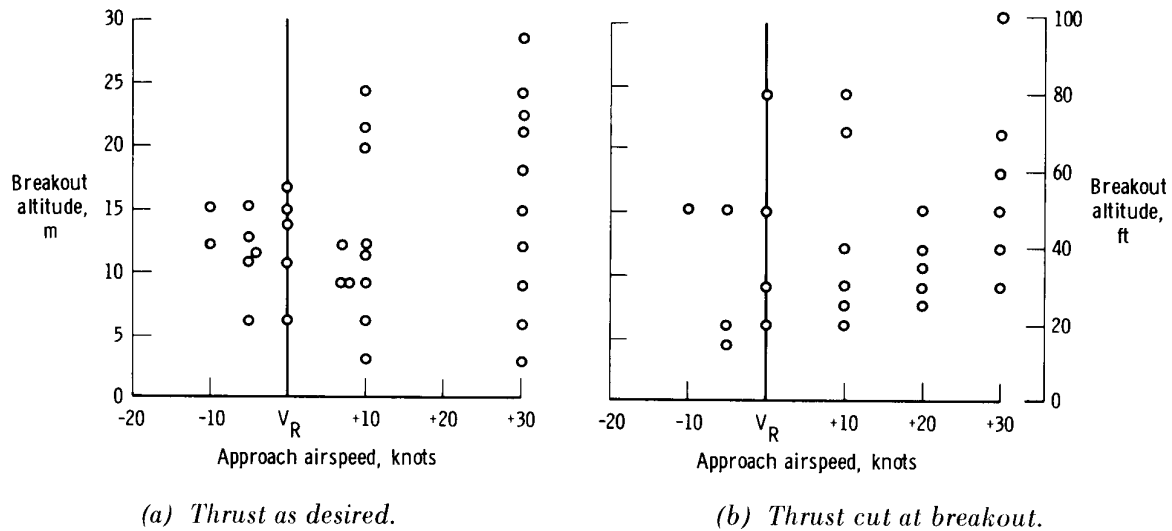 30
25
20
15
10
5
0
Breakout
altitude,
m
-20 -10 V_R +10 +20 +30
Approach airspeed, knots
(a) Thrust as desired.
-20 -10 V_R +10 +20 +30
Approach airspeed, knots
100
80
60
40
20
0
Breakout
altitude,
ft
(b) Thrust cut at breakout.